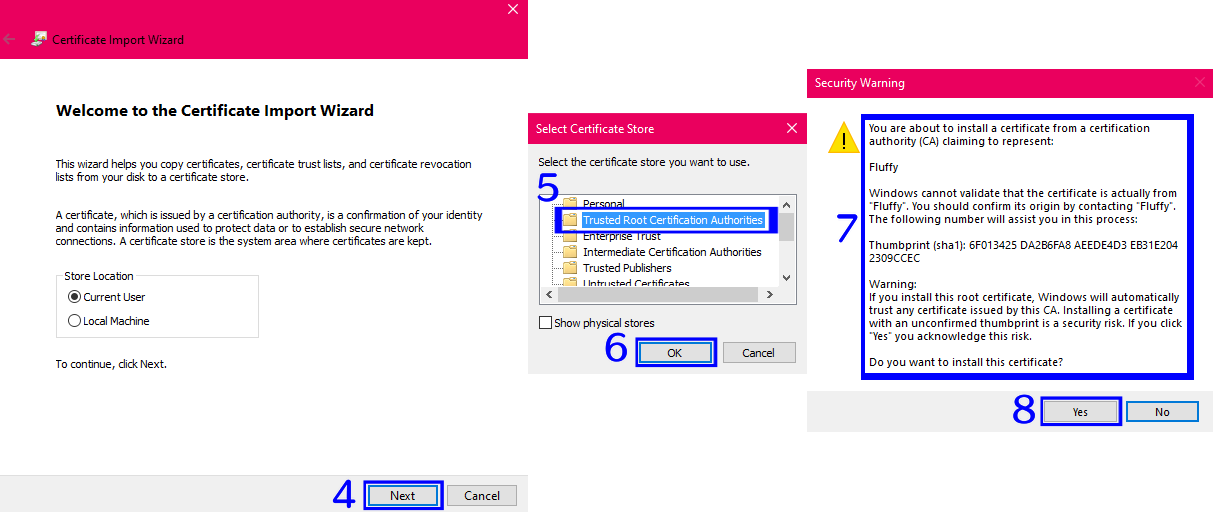 Certificate Import Wizard
Welcome to the Certificate Import Wizard
This wizard helps you copy certificates, certificate trust lists, and certificate revocation
lists from your disk to a certificate store.
A certificate, which is issued by a certification authority, is a confirmation of your identity
and contains information used to protect data or to establish secure network
connections. A certificate store is the system area where certificates are kept.
Store Location
Current User
Local Machine
To continue, click Next.
4
Next
Cancel
Select Certificate Store
Select the certificate store you want to use.
5
Personal
Trusted Root Certification Authorities
Enterprise Trust
Intermediate Certification Authorities
Trusted Publishers
Untrusted Certificates
Show physical stores
6
OK
Cancel
Security Warning
7
You are about to install a certificate from a certification
authority (CA) claiming to represent:
Fluffy
Windows cannot validate that the certificate is actually from
"Fluffy". You should confirm its origin by contacting "Fluffy".
The following number will assist you in this process:
Thumbprint (sha1): 6F013425 DA2B6FA8 AEEDE4D3 EB31E204
2309CCEC
Warning:
If you install this root certificate, Windows will automatically
trust any certificate issued by this CA. Installing a certificate
with an unconfirmed thumbprint is a security risk. If you click
"Yes" you acknowledge this risk.
Do you want to install this certificate?
8
Yes
No